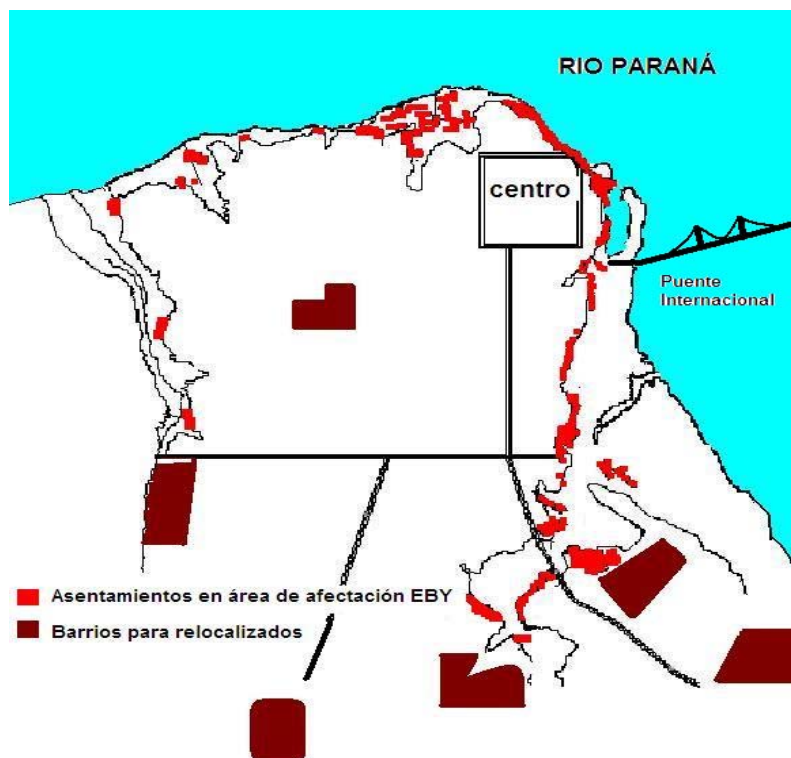 RIO PARANÁ
centro
Puente
Internacional
Asentamientos en área de afectación EBY
Barrios para relocalizados